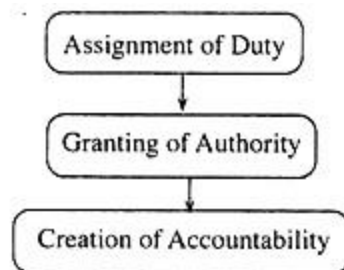 Assignment of Duty
Granting of Authority
Creation of Accountability